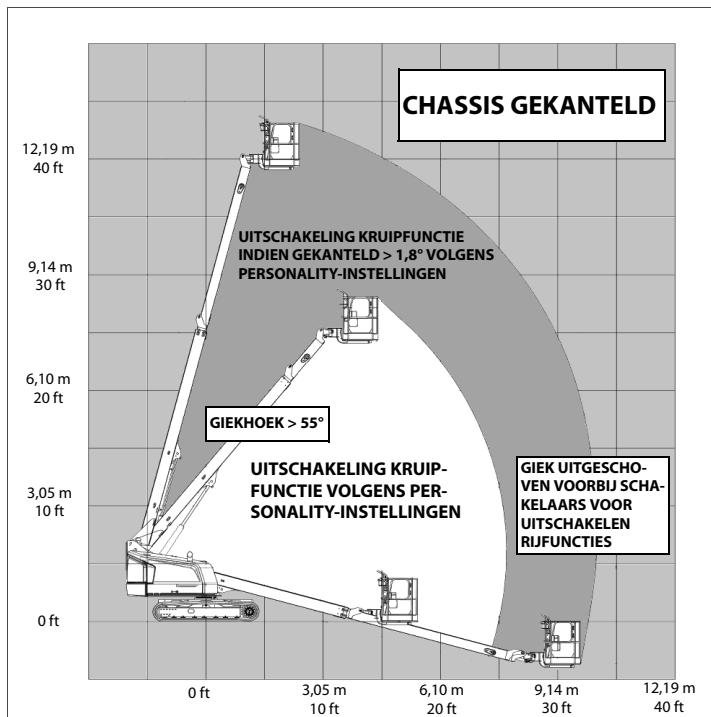 CHASSIS GEKANTELD
12,19 m
40 ft
UITSCHAKELING KRUIPFUNCTIE
INDIEN GEKANTELD > 1,8° VOLGENS
PERSONALITY-INSTELLINGEN
9,14 m
30 ft
6,10 m
20 ft
GIEKHOEK > 55°
UITSCHAKELING KRUIP-
FUNCTIE VOLGENS PER-
SONALITY-INSTELLINGEN
GIEK UITGESCHO-
VEN VOORBIJ SCHA-
KELAARS VOOR
UITSCHAKELEN
RIJFUNCTIES
3,05 m
10 ft
0 ft
0 ft
3,05 m
10 ft
6,10 m
20 ft
9,14 m
30 ft
12,19 m
40 ft